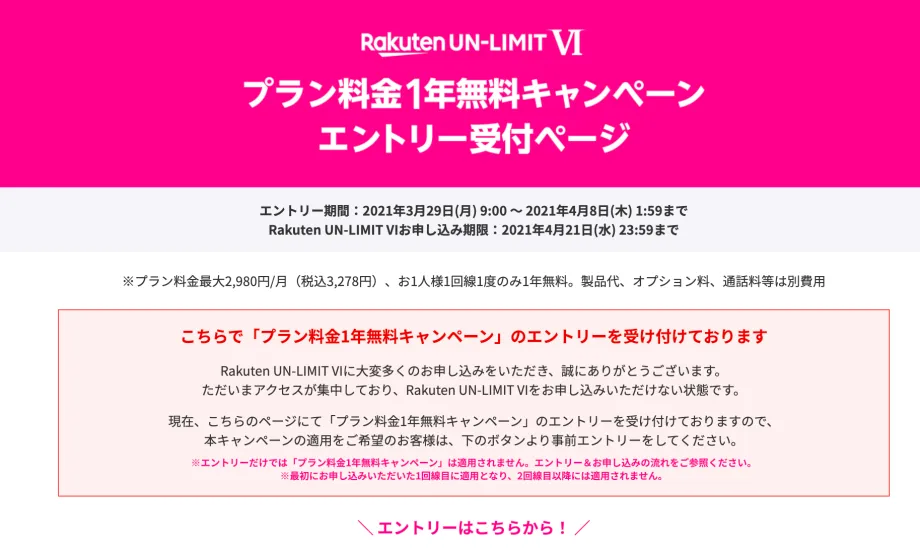 Rakuten UN-LIMIT VI
プラン料金1年無料キャンペーン
エントリー受付ページ
エントリー期間：2021年3月29日(月) 9:00 〜 2021年4月8日(木) 1:59まで
Rakuten UN-LIMIT VIお申し込み期限：2021年4月21日(水) 23:59まで
※プラン料金最大2,980円/月（税込3,278円）、お1人様1回線1度のみ1年無料。製品代、オプション料、通話料等は別費用
こちらで「プラン料金1年無料キャンペーン」のエントリーを受け付けております
Rakuten UN-LIMIT VIに大変多くのお申し込みをいただき、誠にありがとうございます。
ただいまアクセスが集中しており、Rakuten UN-LIMIT VIをお申し込みいただけない状態です。
現在、こちらのページにて「プラン料金1年無料キャンペーン」のエントリーを受け付けておりますので、
本キャンペーンの適用をご希望のお客様は、下のボタンより事前エントリーをしてください。
※エントリーだけでは「プラン料金1年無料キャンペーン」は適用されません。エントリー＆お申し込みの流れをご参照ください。
※最初にお申し込みいただいた1回線目に適用となり、2回線目以降には適用されません。
＼ エントリーはこちらから！ ／